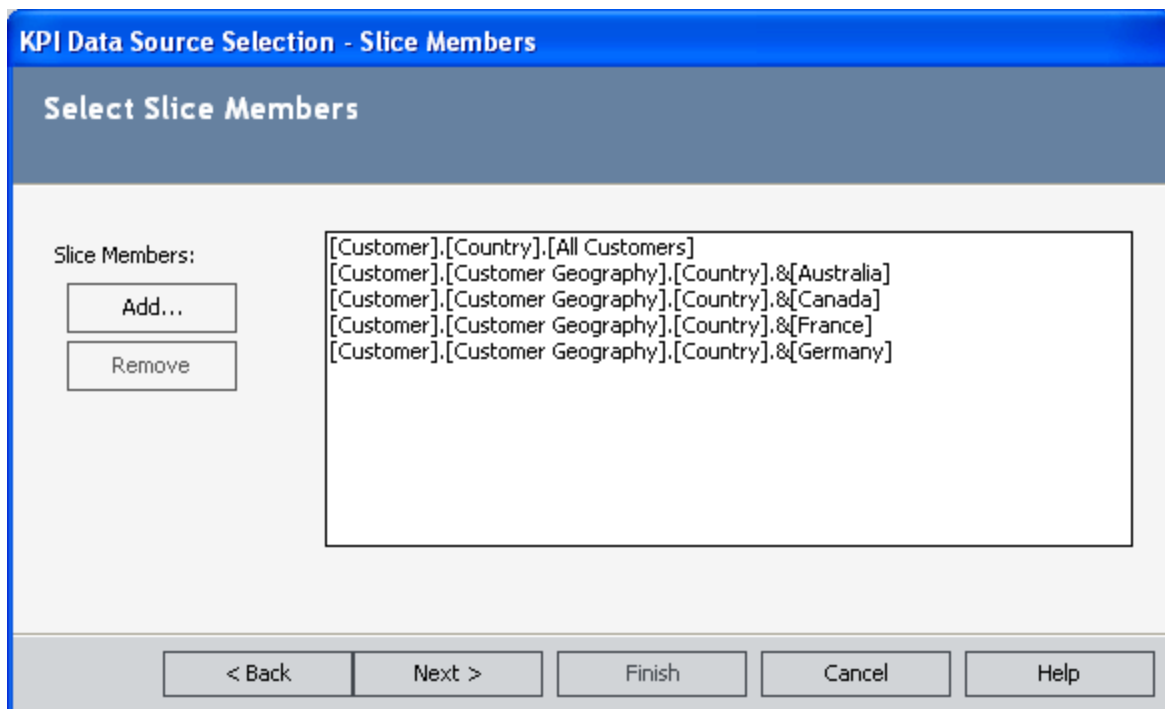 KPI Data Source Selection - Slice Members
Select Slice Members
Slice Members:
Add...
Remove
[Customer].[Country].[All Customers]
[Customer].[Customer Geography].[Country].&[Australia]
[Customer].[Customer Geography].[Country].&[Canada]
[Customer].[Customer Geography].[Country].&[France]
[Customer].[Customer Geography].[Country].&[Germany]
< Back
Next >
Finish
Cancel
Help